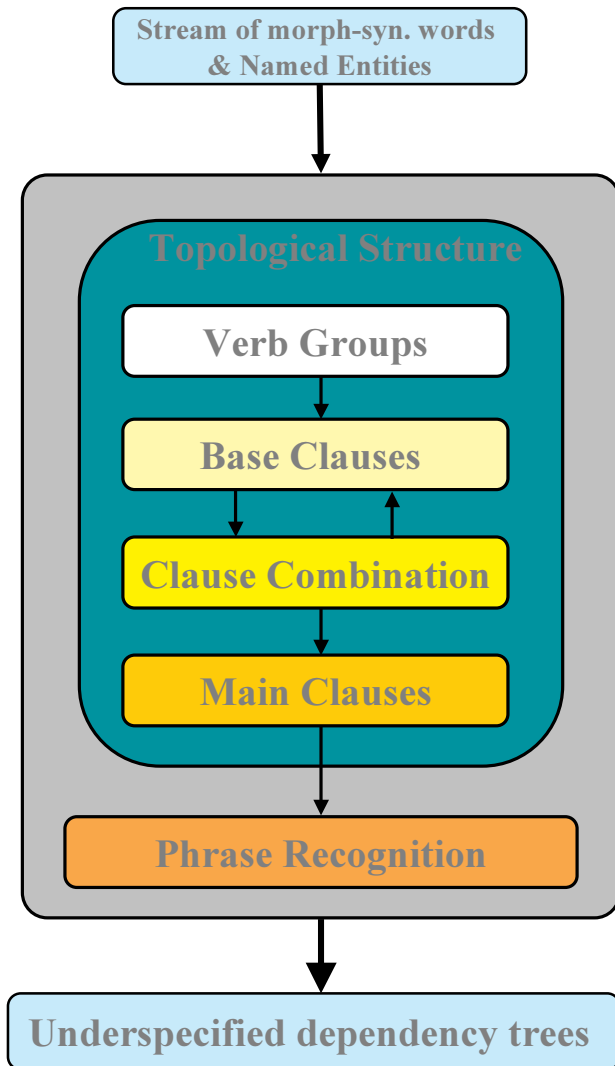 Stream of morph-syn. words
& Named Entities
Topological Structure
Verb Groups
Base Clauses
Clause Combination
Main Clauses
Phrase Recognition
Underspecified dependency trees